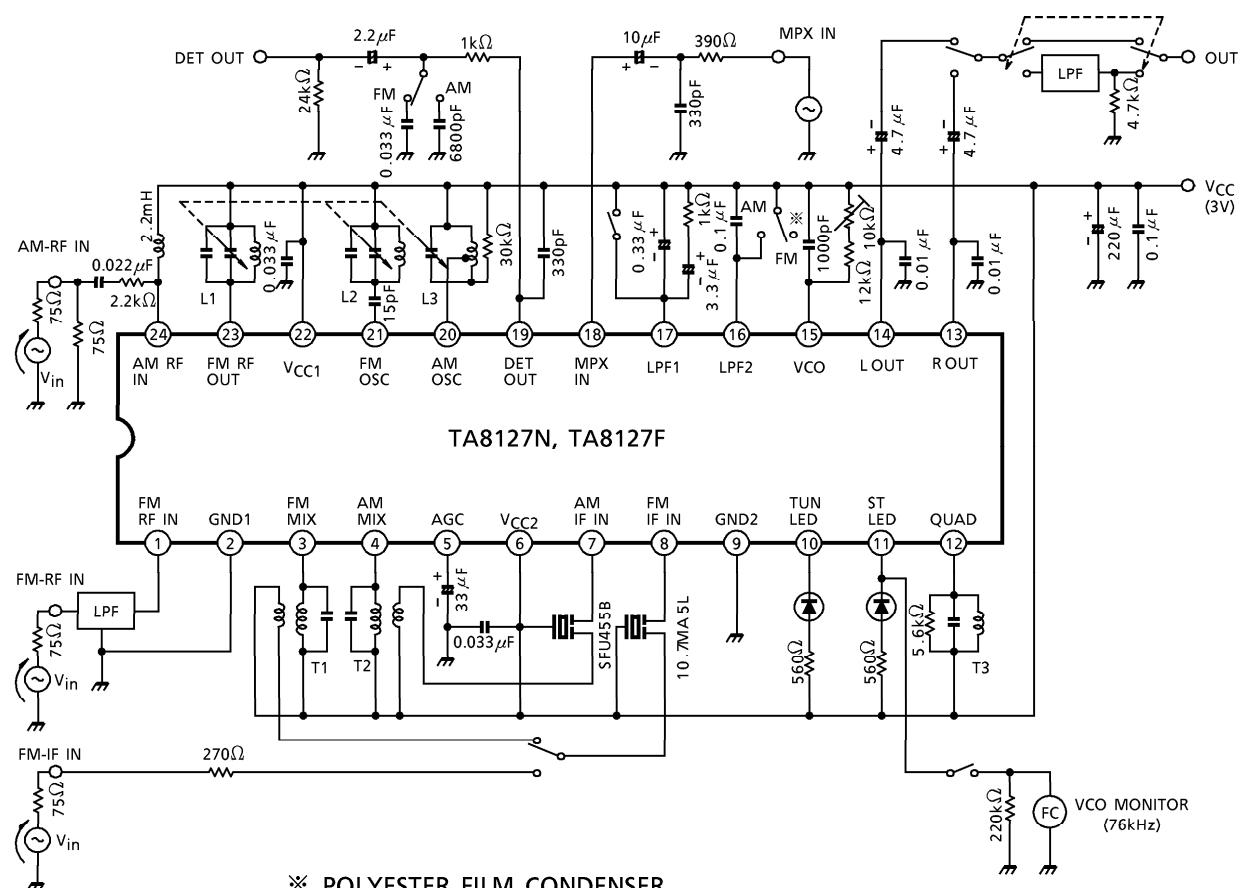 DET OUT
2.2μF
− +
1kΩ
24kΩ
FM
AM
0.033μF
6800pF
10μF
+ −
390Ω
MPX IN
330pF
LPF
OUT
4.7kΩ
4.7μF
4.7μF
VCC
(3V)
220μF
0.1μF
AM-RF IN
0.022μF
2.2kΩ
75Ω
75Ω
Vin
2.2mH
L1
0.033μF
L2
15pF
L3
30kΩ
330pF
0.33μF
1kΩ
3.3μF
0.1μF
AM
※
FM
1000pF
10kΩ
12kΩ
0.01μF
0.01μF
24 23 22 21 20 19 18 17 16 15 14 13
AM RF IN
FM RF OUT
VCC1
FM OSC
AM OSC
DET OUT
MPX IN
LPF1
LPF2
VCO
L OUT
R OUT
TA8127N, TA8127F
FM RF IN
GND1
FM MIX
AM MIX
AGC
VCC2
AM IF IN
FM IF IN
GND2
TUN LED
ST LED
QUAD
1 2 3 4 5 6 7 8 9 10 11 12
FM-RF IN
LPF
75Ω
Vin
T1
T2
33μF
0.033μF
SFU455B
10.7MA5L
560Ω
560Ω
5.6kΩ
T3
FM-IF IN
270Ω
75Ω
Vin
220kΩ
FC
VCO MONITOR
(76kHz)
※ POLYESTER FILM CONDENSER